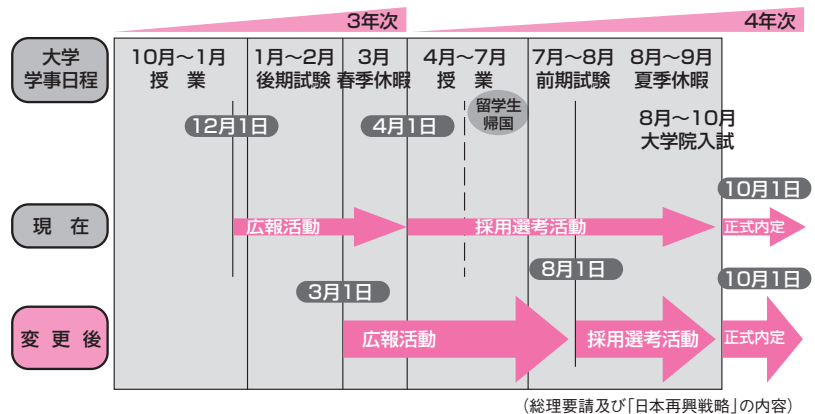 3年次
4年次
大学
学事日程
10月～1月
授　業
1月～2月
後期試験
3月
春季休暇
4月～7月
授　業
7月～8月
前期試験
8月～9月
夏季休暇
留学生
帰国
8月～10月
大学院入試
12月1日
4月1日
現　在
広報活動
採用選考活動
10月1日
正式内定
3月1日
8月1日
10月1日
変 更 後
広報活動
採用選考活動
正式内定
（総理要請及び「日本再興戦略」の内容）